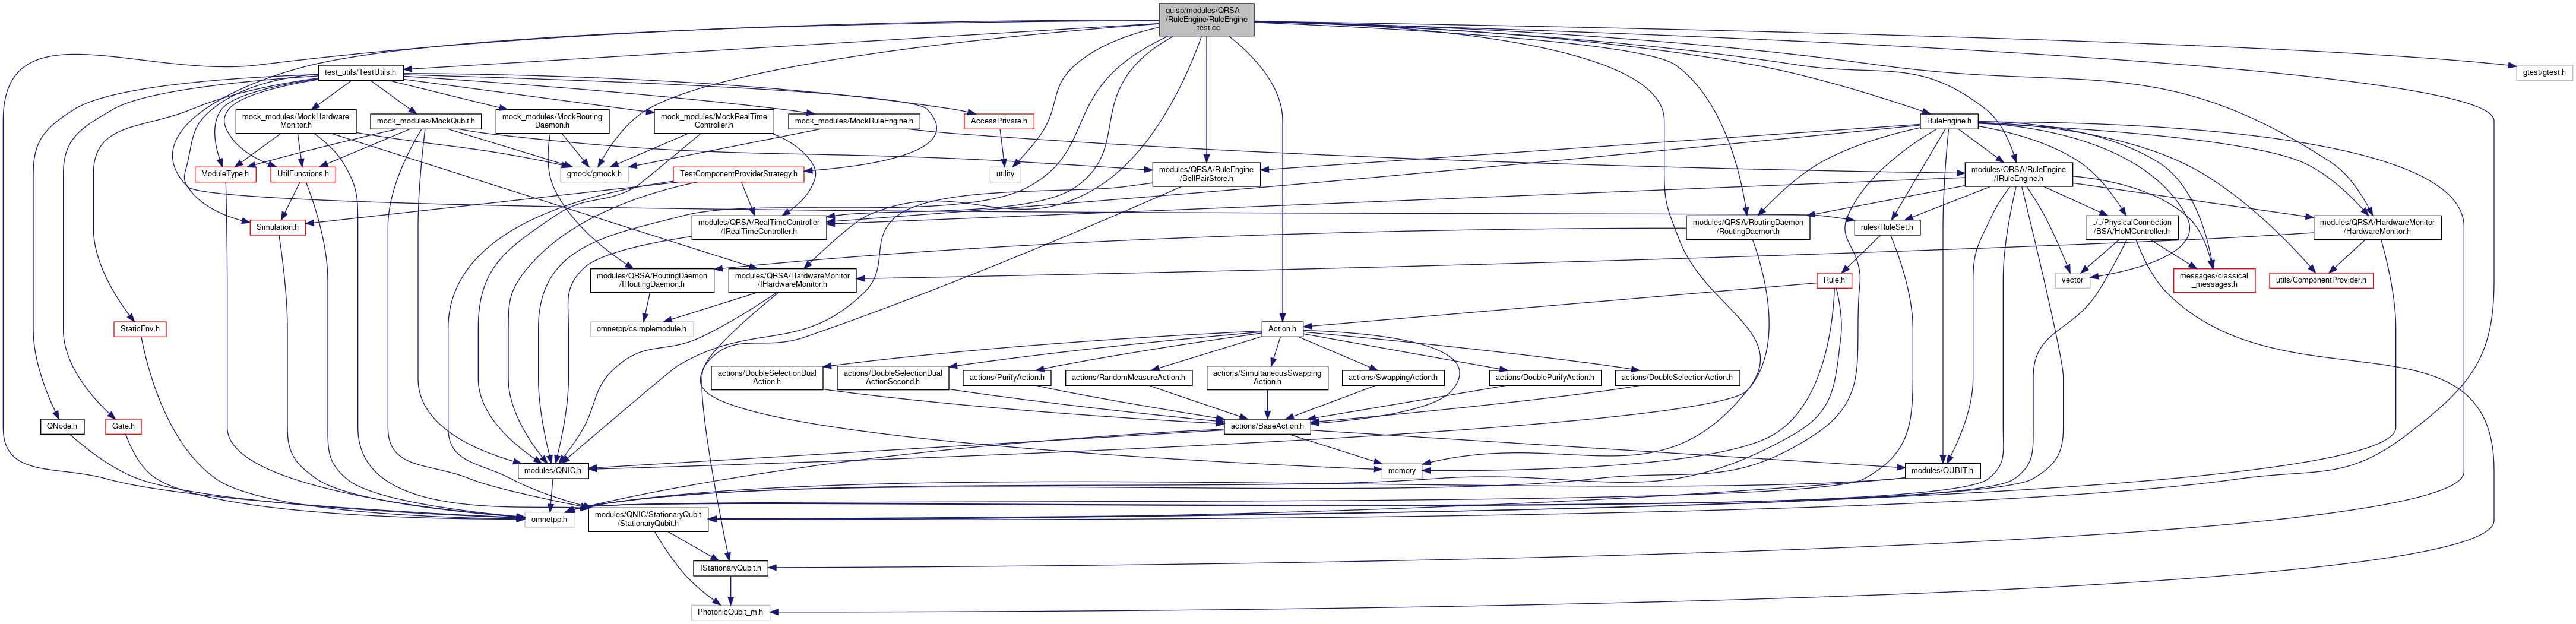 quisp/modules/QRSA
/RuleEngine/RuleEngine
_test.cc
test_utils/TestUtils.h
gtest/gtest.h
mock_modules/MockHardware
Monitor.h
mock_modules/MockQubit.h
mock_modules/MockRouting
Daemon.h
mock_modules/MockRealTime
Controller.h
mock_modules/MockRuleEngine.h
AccessPrivate.h
RuleEngine.h
ModuleType.h
UtilFunctions.h
gmock/gmock.h
TestComponentProviderStrategy.h
utility
modules/QRSA/RuleEngine
/BellPairStore.h
modules/QRSA/RuleEngine
/IRuleEngine.h
Simulation.h
modules/QRSA/RealTimeController
/IRealTimeController.h
modules/QRSA/RoutingDaemon
/RoutingDaemon.h
rules/RuleSet.h
../../PhysicalConnection
/BSA/HoMController.h
modules/QRSA/HardwareMonitor
/HardwareMonitor.h
modules/QRSA/RoutingDaemon
/IRoutingDaemon.h
modules/QRSA/HardwareMonitor
/IHardwareMonitor.h
Rule.h
vector
messages/classical
_messages.h
utils/ComponentProvider.h
StaticEnv.h
omnetpp/csimplemodule.h
Action.h
actions/DoubleSelectionDual
Action.h
actions/DoubleSelectionDual
ActionSecond.h
actions/PurifyAction.h
actions/RandomMeasureAction.h
actions/SimultaneousSwapping
Action.h
actions/SwappingAction.h
actions/DoublePurifyAction.h
actions/DoubleSelectionAction.h
QNode.h
Gate.h
actions/BaseAction.h
modules/QNIC.h
memory
modules/QUBIT.h
omnetpp.h
modules/QNIC/StationaryQubit
/StationaryQubit.h
IStationaryQubit.h
PhotonicQubit_m.h